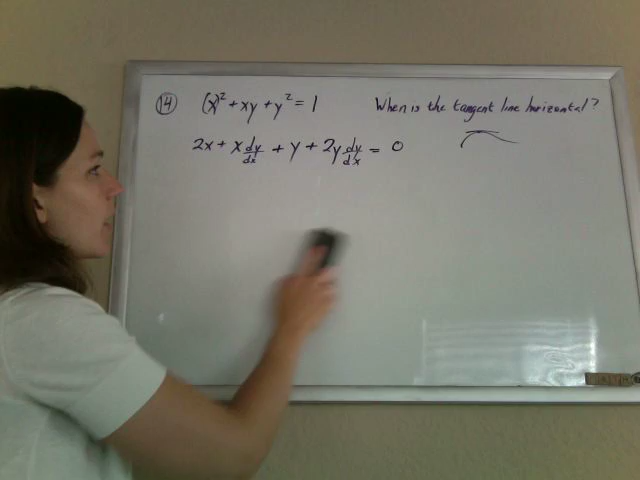 ⑭ (x)² + xy + y² = 1 When is the tangent line horizontal?
2x + x dy/dx + y + 2y dy/dx = 0